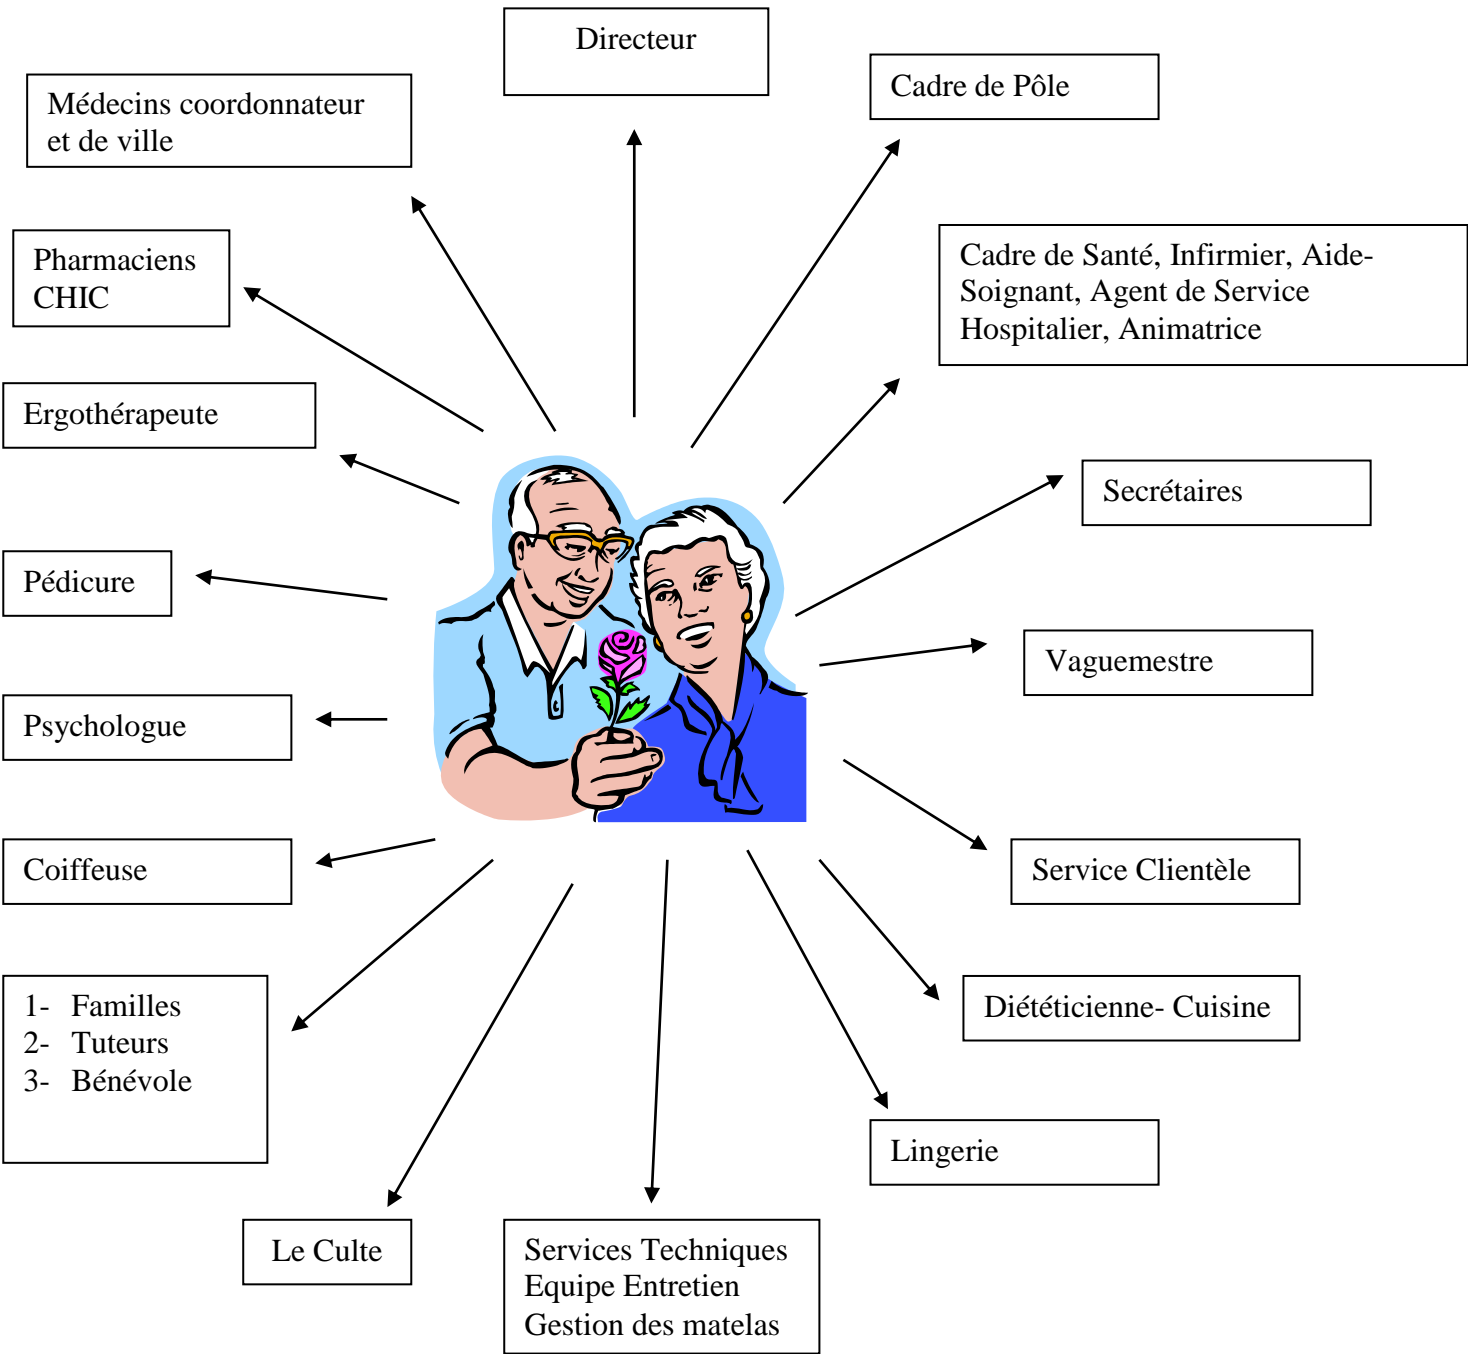 Directeur
Cadre de Pôle
Médecins coordonnateur
et de ville
Pharmaciens
CHIC
Cadre de Santé, Infirmier, Aide-
Soignant, Agent de Service
Hospitalier, Animatrice
Ergothérapeute
Secrétaires
Pédicure
Vaguemestre
Psychologue
Coiffeuse
Service Clientèle
1- Familles
2- Tuteurs
3- Bénévole
Diététicienne- Cuisine
Lingerie
Le Culte
Services Techniques
Equipe Entretien
Gestion des matelas